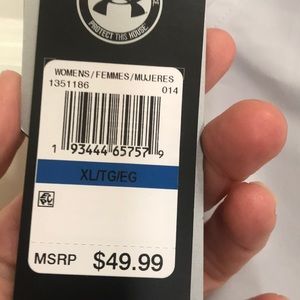 PROTECT THIS HOUSE
WOMENS/FEMMES/MUJERES
1351186 014
1 93444 65757 9
XL/TG/EG
MSRP $49.99